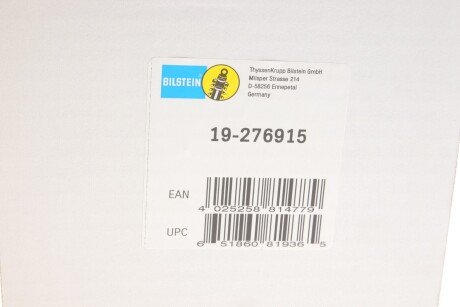 BILSTEIN
ThyssenKrupp Bilstein GmbH
Milsper Strasse 214
D-58256 Ennepetal
Germany
19-276915
EAN
4 025258 814779
UPC
6 51860 81936 5